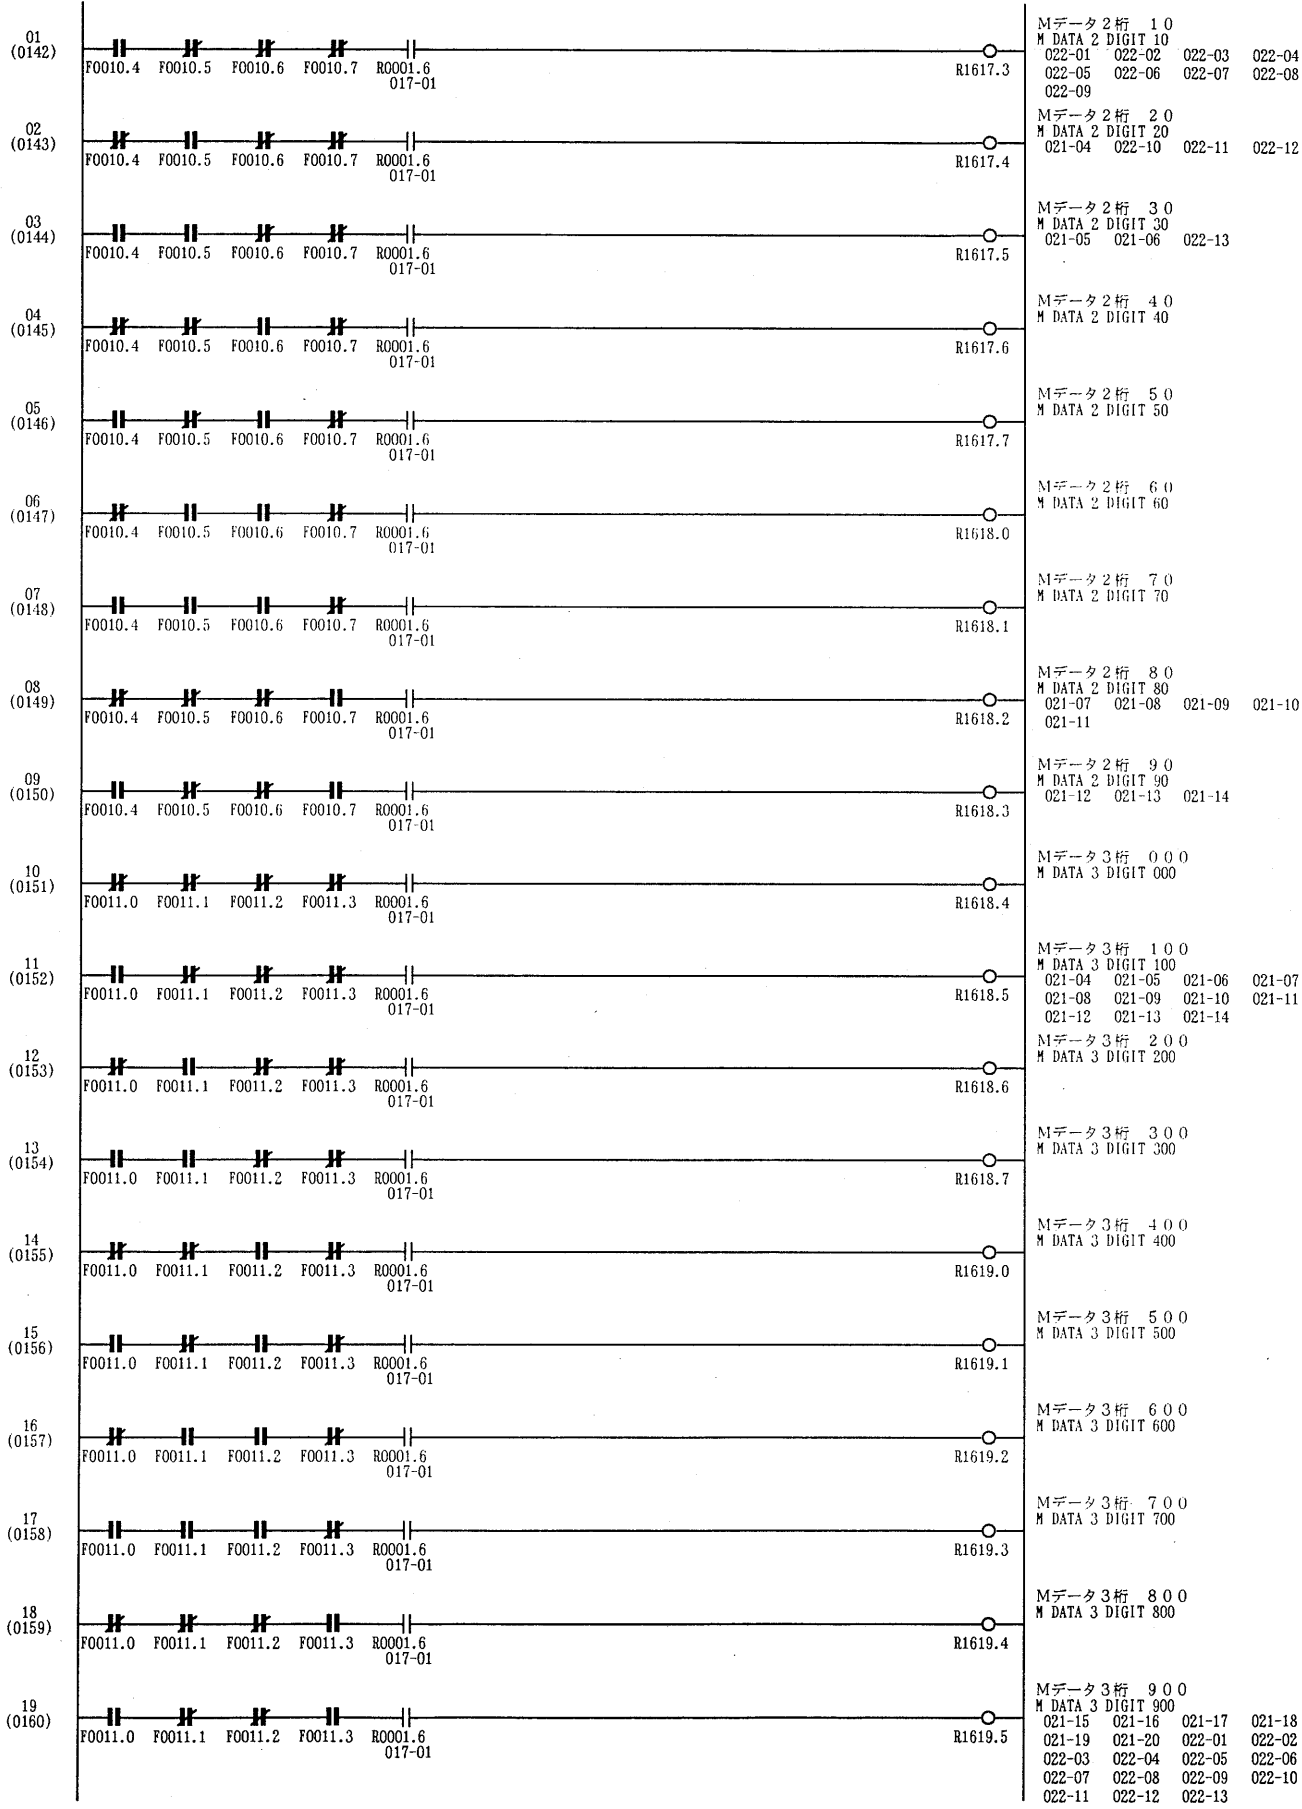 01
(0142)
F0010.4 F0010.5 F0010.6 F0010.7 R0001.6
017-01
R1617.3
Mデータ2桁 10
M DATA 2 DIGIT 10
022-01 022-02 022-03 022-04
022-05 022-06 022-07 022-08
022-09
02
(0143)
F0010.4 F0010.5 F0010.6 F0010.7 R0001.6
017-01
R1617.4
Mデータ2桁 20
M DATA 2 DIGIT 20
021-04 022-10 022-11 022-12
03
(0144)
F0010.4 F0010.5 F0010.6 F0010.7 R0001.6
017-01
R1617.5
Mデータ2桁 30
M DATA 2 DIGIT 30
021-05 021-06 022-13
04
(0145)
F0010.4 F0010.5 F0010.6 F0010.7 R0001.6
017-01
R1617.6
Mデータ2桁 40
M DATA 2 DIGIT 40
05
(0146)
F0010.4 F0010.5 F0010.6 F0010.7 R0001.6
017-01
R1617.7
Mデータ2桁 50
M DATA 2 DIGIT 50
06
(0147)
F0010.4 F0010.5 F0010.6 F0010.7 R0001.6
017-01
R1618.0
Mデータ2桁 60
M DATA 2 DIGIT 60
07
(0148)
F0010.4 F0010.5 F0010.6 F0010.7 R0001.6
017-01
R1618.1
Mデータ2桁 70
M DATA 2 DIGIT 70
08
(0149)
F0010.4 F0010.5 F0010.6 F0010.7 R0001.6
017-01
R1618.2
Mデータ2桁 80
M DATA 2 DIGIT 80
021-07 021-08 021-09 021-10
021-11
09
(0150)
F0010.4 F0010.5 F0010.6 F0010.7 R0001.6
017-01
R1618.3
Mデータ2桁 90
M DATA 2 DIGIT 90
021-12 021-13 021-14
10
(0151)
F0011.0 F0011.1 F0011.2 F0011.3 R0001.6
017-01
R1618.4
Mデータ3桁 000
M DATA 3 DIGIT 000
11
(0152)
F0011.0 F0011.1 F0011.2 F0011.3 R0001.6
017-01
R1618.5
Mデータ3桁 100
M DATA 3 DIGIT 100
021-04 021-05 021-06 021-07
021-08 021-09 021-10 021-11
021-12 021-13 021-14
12
(0153)
F0011.0 F0011.1 F0011.2 F0011.3 R0001.6
017-01
R1618.6
Mデータ3桁 200
M DATA 3 DIGIT 200
13
(0154)
F0011.0 F0011.1 F0011.2 F0011.3 R0001.6
017-01
R1618.7
Mデータ3桁 300
M DATA 3 DIGIT 300
14
(0155)
F0011.0 F0011.1 F0011.2 F0011.3 R0001.6
017-01
R1619.0
Mデータ3桁 400
M DATA 3 DIGIT 400
15
(0156)
F0011.0 F0011.1 F0011.2 F0011.3 R0001.6
017-01
R1619.1
Mデータ3桁 500
M DATA 3 DIGIT 500
16
(0157)
F0011.0 F0011.1 F0011.2 F0011.3 R0001.6
017-01
R1619.2
Mデータ3桁 600
M DATA 3 DIGIT 600
17
(0158)
F0011.0 F0011.1 F0011.2 F0011.3 R0001.6
017-01
R1619.3
Mデータ3桁 700
M DATA 3 DIGIT 700
18
(0159)
F0011.0 F0011.1 F0011.2 F0011.3 R0001.6
017-01
R1619.4
Mデータ3桁 800
M DATA 3 DIGIT 800
19
(0160)
F0011.0 F0011.1 F0011.2 F0011.3 R0001.6
017-01
R1619.5
Mデータ3桁 900
M DATA 3 DIGIT 900
021-15 021-16 021-17 021-18
021-19 021-20 022-01 022-02
022-03 022-04 022-05 022-06
022-07 022-08 022-09 022-10
022-11 022-12 022-13